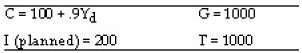 C = 100 + .9Yd G = 1000
I (planned) = 200 T = 1000